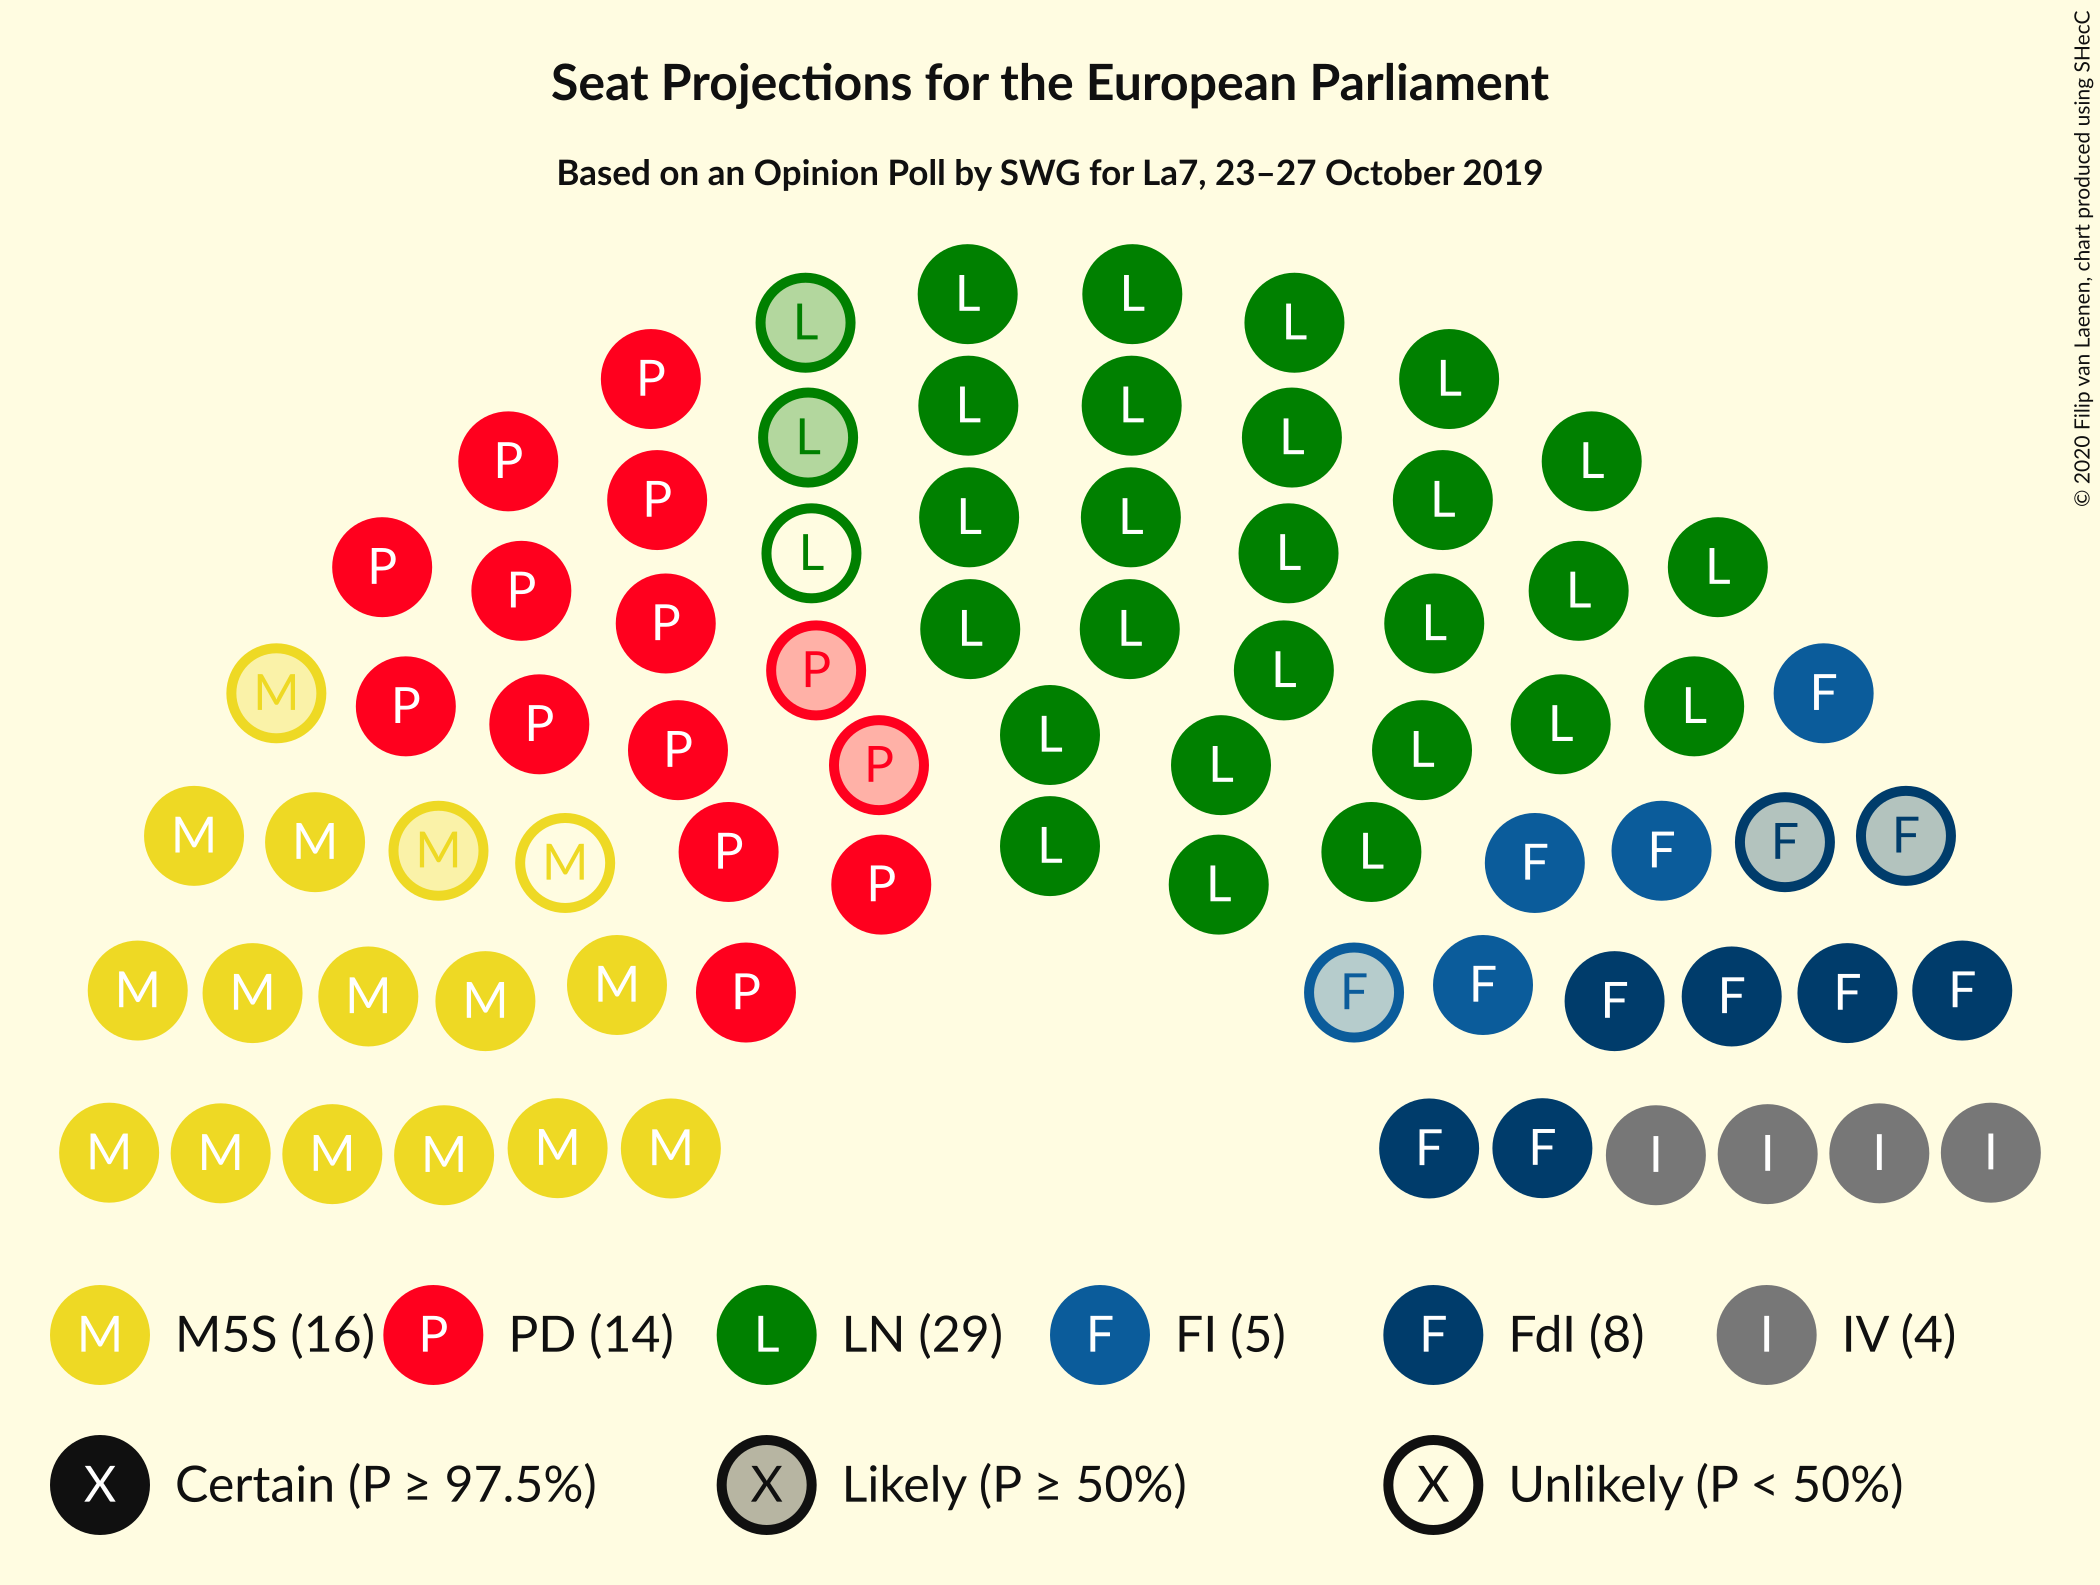 Seat Projections for the European Parliament
Based on an Opinion Poll by SWG for La7, 23–27 October 2019
© 2020 Filip van Laenen, chart produced using SHecC
L L L L
P L L L L L
P P L L L L L L
P P P L L L L L L L
M P P P P P L L L L L L F
M M M M P P L L L F F F F
M M M M M P F F F F F F
M M M M M M F F I I I I
M M5S (16) P PD (14) L LN (29) F FI (5) F FdI (8) I IV (4)
X Certain (P ≥ 97.5%) X Likely (P ≥ 50%) X Unlikely (P < 50%)